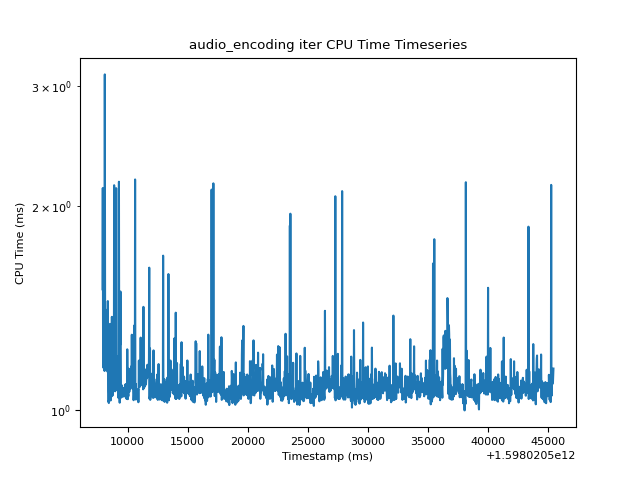 audio_encoding iter CPU Time Timeseries
CPU Time (ms)
3 × 10⁰
2 × 10⁰
10⁰
10000 15000 20000 25000 30000 35000 40000 45000
Timestamp (ms)
+1.5980205e12